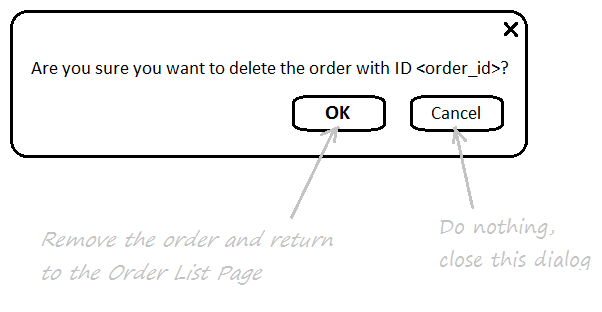 Are you sure you want to delete the order with ID <order_id>?
OK
Cancel
Remove the order and return
to the Order List Page
Do nothing,
close this dialog